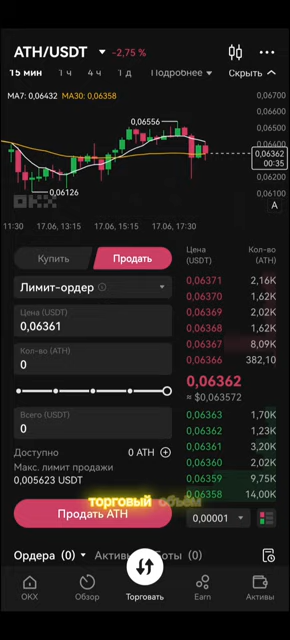 ATH/USDT ▼ -2,75 %
15 мин 1 ч 4 ч 1 д Подробнее ▼ Скрыть
MA7: 0,06432 MA30: 0,06358
0,06700
0,06600
0,06556
0,06500
0,06400
0,06362
00:35
0,06200
0,06126
0,06100
OKX
A
11:30 17.06, 13:15 17.06, 15:45 17.06, 17:30
Купить Продать
Лимит-ордер
Цена (USDT)
0,06361
Кол-во (ATH)
0
Всего (USDT)
0
Доступно 0 ATH
Макс. лимит продажи
0,005623 USDT
торговый объём
Продать ATH
Цена Кол-во
(USDT) (ATH)
0,06371 2,16K
0,06370 1,62K
0,06369 2,02K
0,06368 1,62K
0,06367 8,09K
0,06366 382,10
0,06362
≈ $0,063572
0,06363 1,70K
0,06362 1,23K
0,06361 3,20K
0,06360 2,02K
0,06359 9,75K
0,06358 14,00K
0,00001 ▼
Ордера (0) ▼ Активы Боты (0)
OKX Обзор Торговать Earn Активы